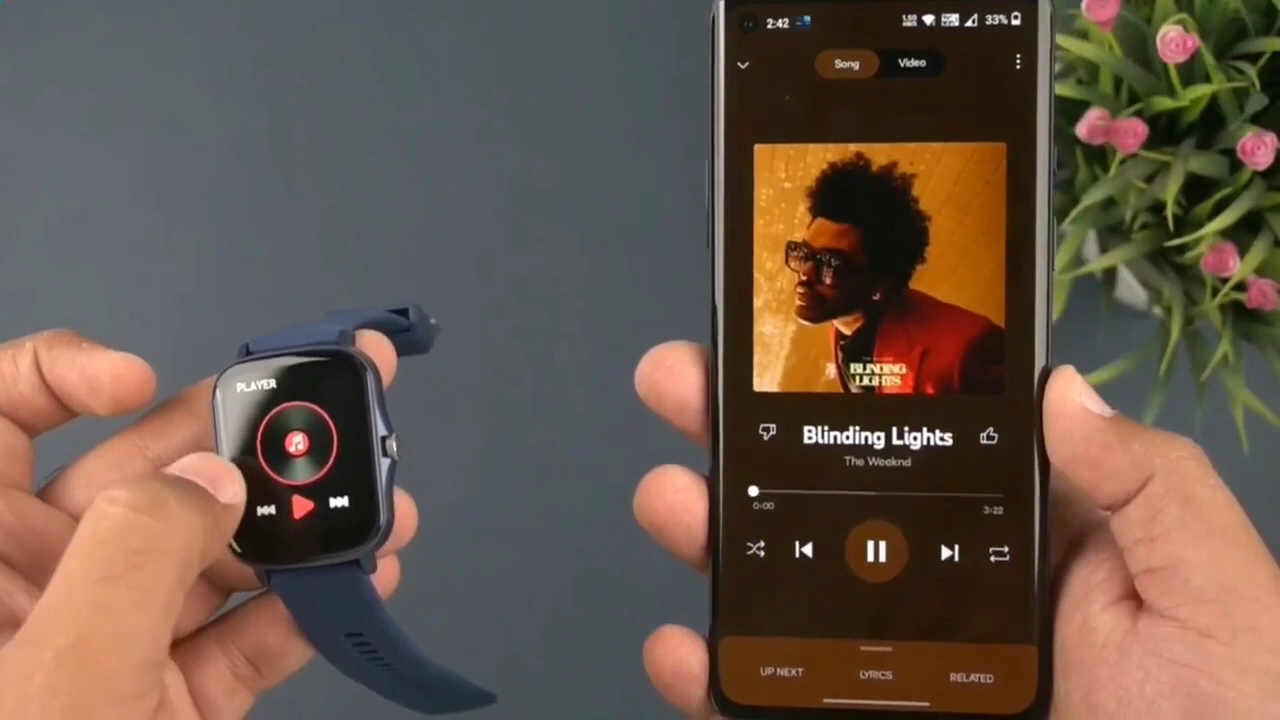 2:42
33%
Song Video
BLINDING
LIGHTS
Blinding Lights
The Weeknd
0:00 3:22
UP NEXT LYRICS RELATED
PLAYER